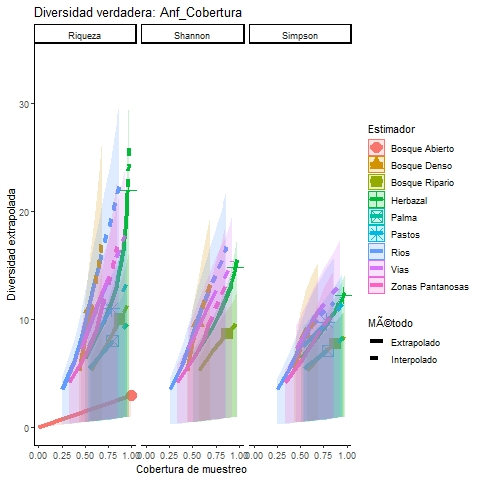 Diversidad verdadera: Anf_Cobertura
Riqueza Shannon Simpson
30
20
10
0
Diversidad extrapolada
0.00 0.25 0.50 0.75 1.00 0.00 0.25 0.50 0.75 1.00 0.00 0.25 0.50 0.75 1.00
Cobertura de muestreo
Estimador
Bosque Abierto
Bosque Denso
Bosque Ripario
Herbazal
Palma
Pastos
Rios
Vias
Zonas Pantanosas
MÃ©todo
Extrapolado
Interpolado